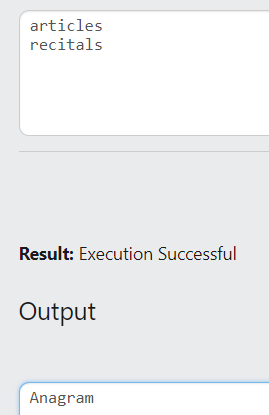 articles
recitals
Result: Execution Successful
Output
Anagram